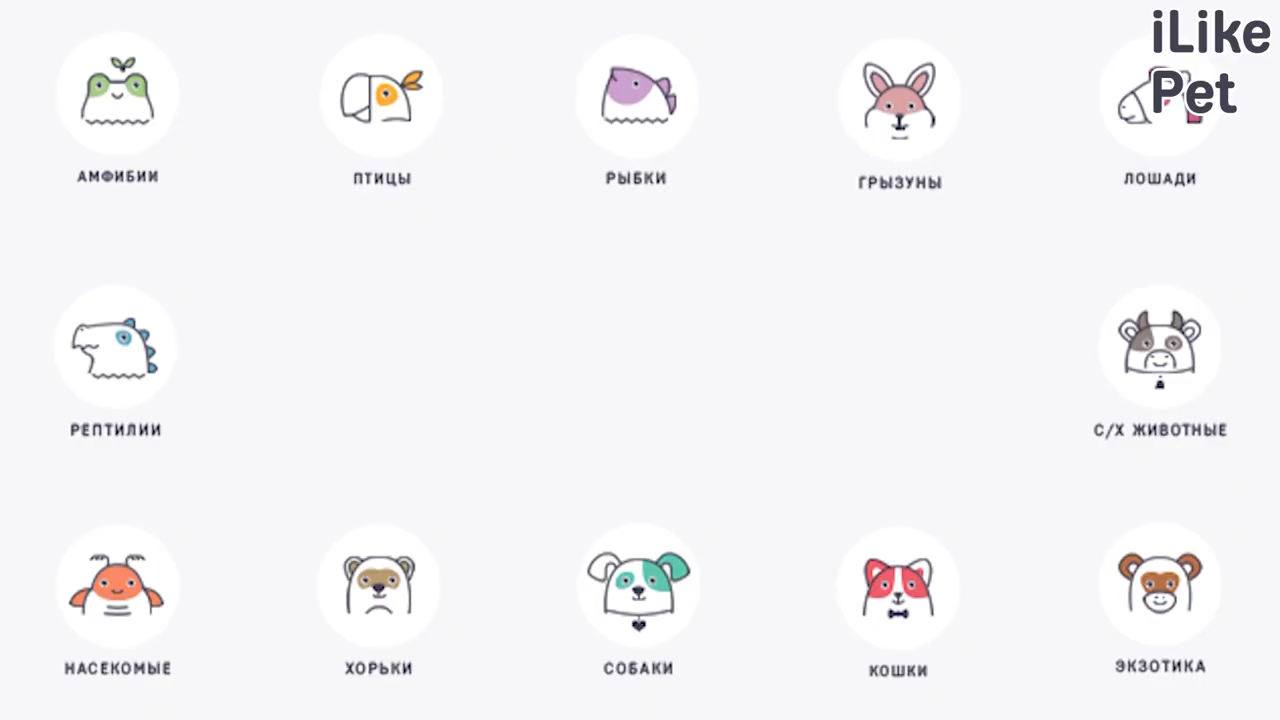 iLike
Pet
АМФИБИИ
ПТИЦЫ
РЫБКИ
ГРЫЗУНЫ
ЛОШАДИ
РЕПТИЛИИ
С/Х ЖИВОТНЫЕ
НАСЕКОМЫЕ
ХОРЬКИ
СОБАКИ
КОШКИ
ЭКЗОТИКА